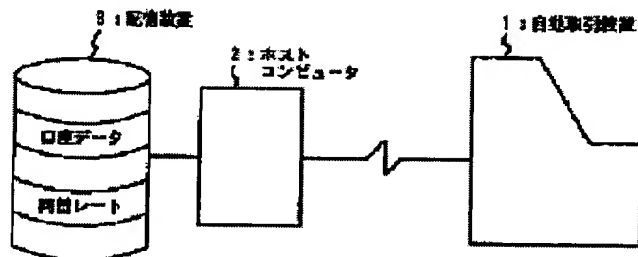 3：記憶装置
2：ホスト
コンピュータ
1：自動取引装置
口座データ
両替レート